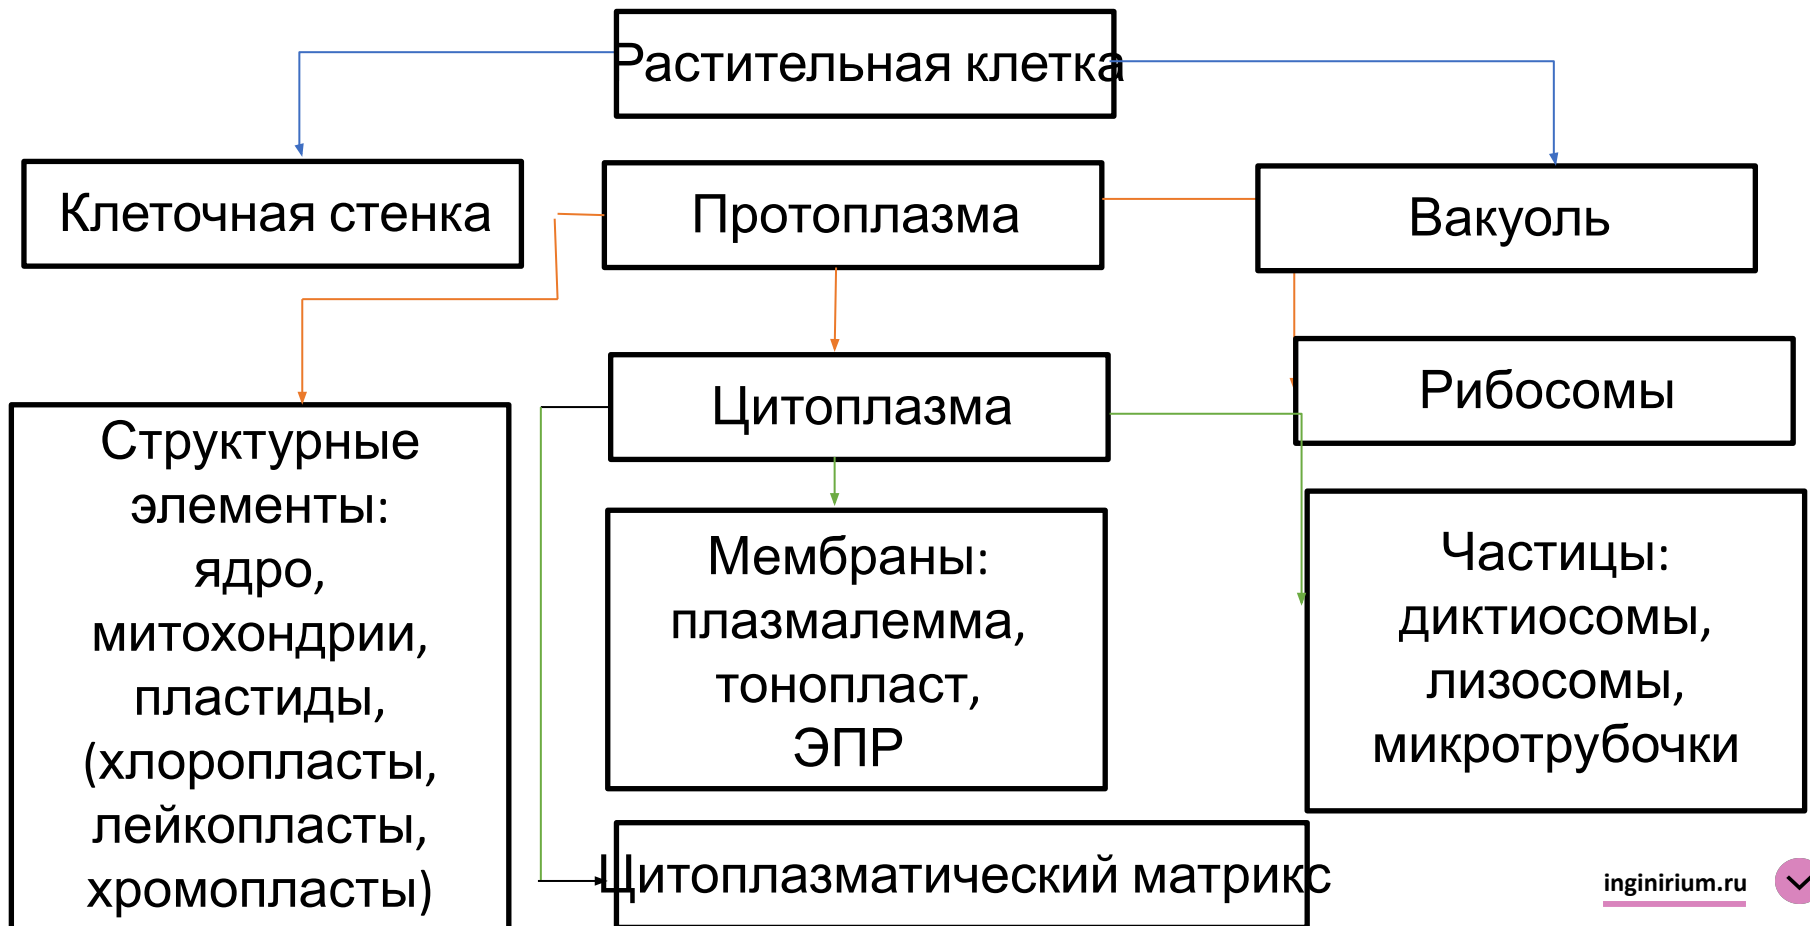 Растительная клетка
Клеточная стенка
Протоплазма
Вакуоль
Цитоплазма
Рибосомы
Структурные
элементы:
ядро,
митохондрии,
пластиды,
(хлоропласты,
лейкопласты,
хромопласты)
Мембраны:
плазмалемма,
тонопласт,
ЭПР
Частицы:
диктиосомы,
лизосомы,
микротрубочки
Цитоплазматический матрикс
inginirium.ru